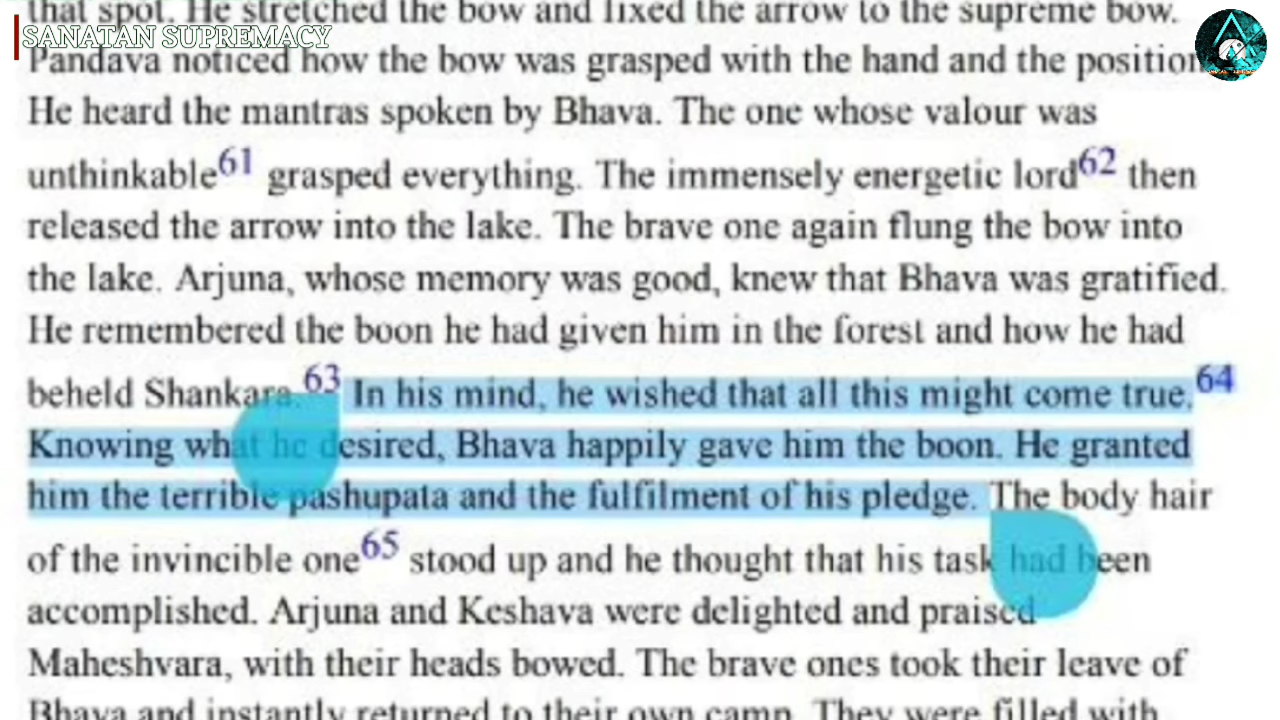 that spot. He stretched the bow and fixed the arrow to the supreme bow.
SANATAN SUPREMACY
Pandava noticed how the bow was grasped with the hand and the position
He heard the mantras spoken by Bhava. The one whose valour was
unthinkable61 grasped everything. The immensely energetic lord62 then
released the arrow into the lake. The brave one again flung the bow into
the lake. Arjuna, whose memory was good, knew that Bhava was gratified.
He remembered the boon he had given him in the forest and how he had
beheld Shankara.63 In his mind, he wished that all this might come true.64
Knowing what he desired, Bhava happily gave him the boon. He granted
him the terrible pashupata and the fulfilment of his pledge. The body hair
of the invincible one65 stood up and he thought that his task had been
accomplished. Arjuna and Keshava were delighted and praised
Maheshvara, with their heads bowed. The brave ones took their leave of
Bhava and instantly returned to their own camp. They were filled with